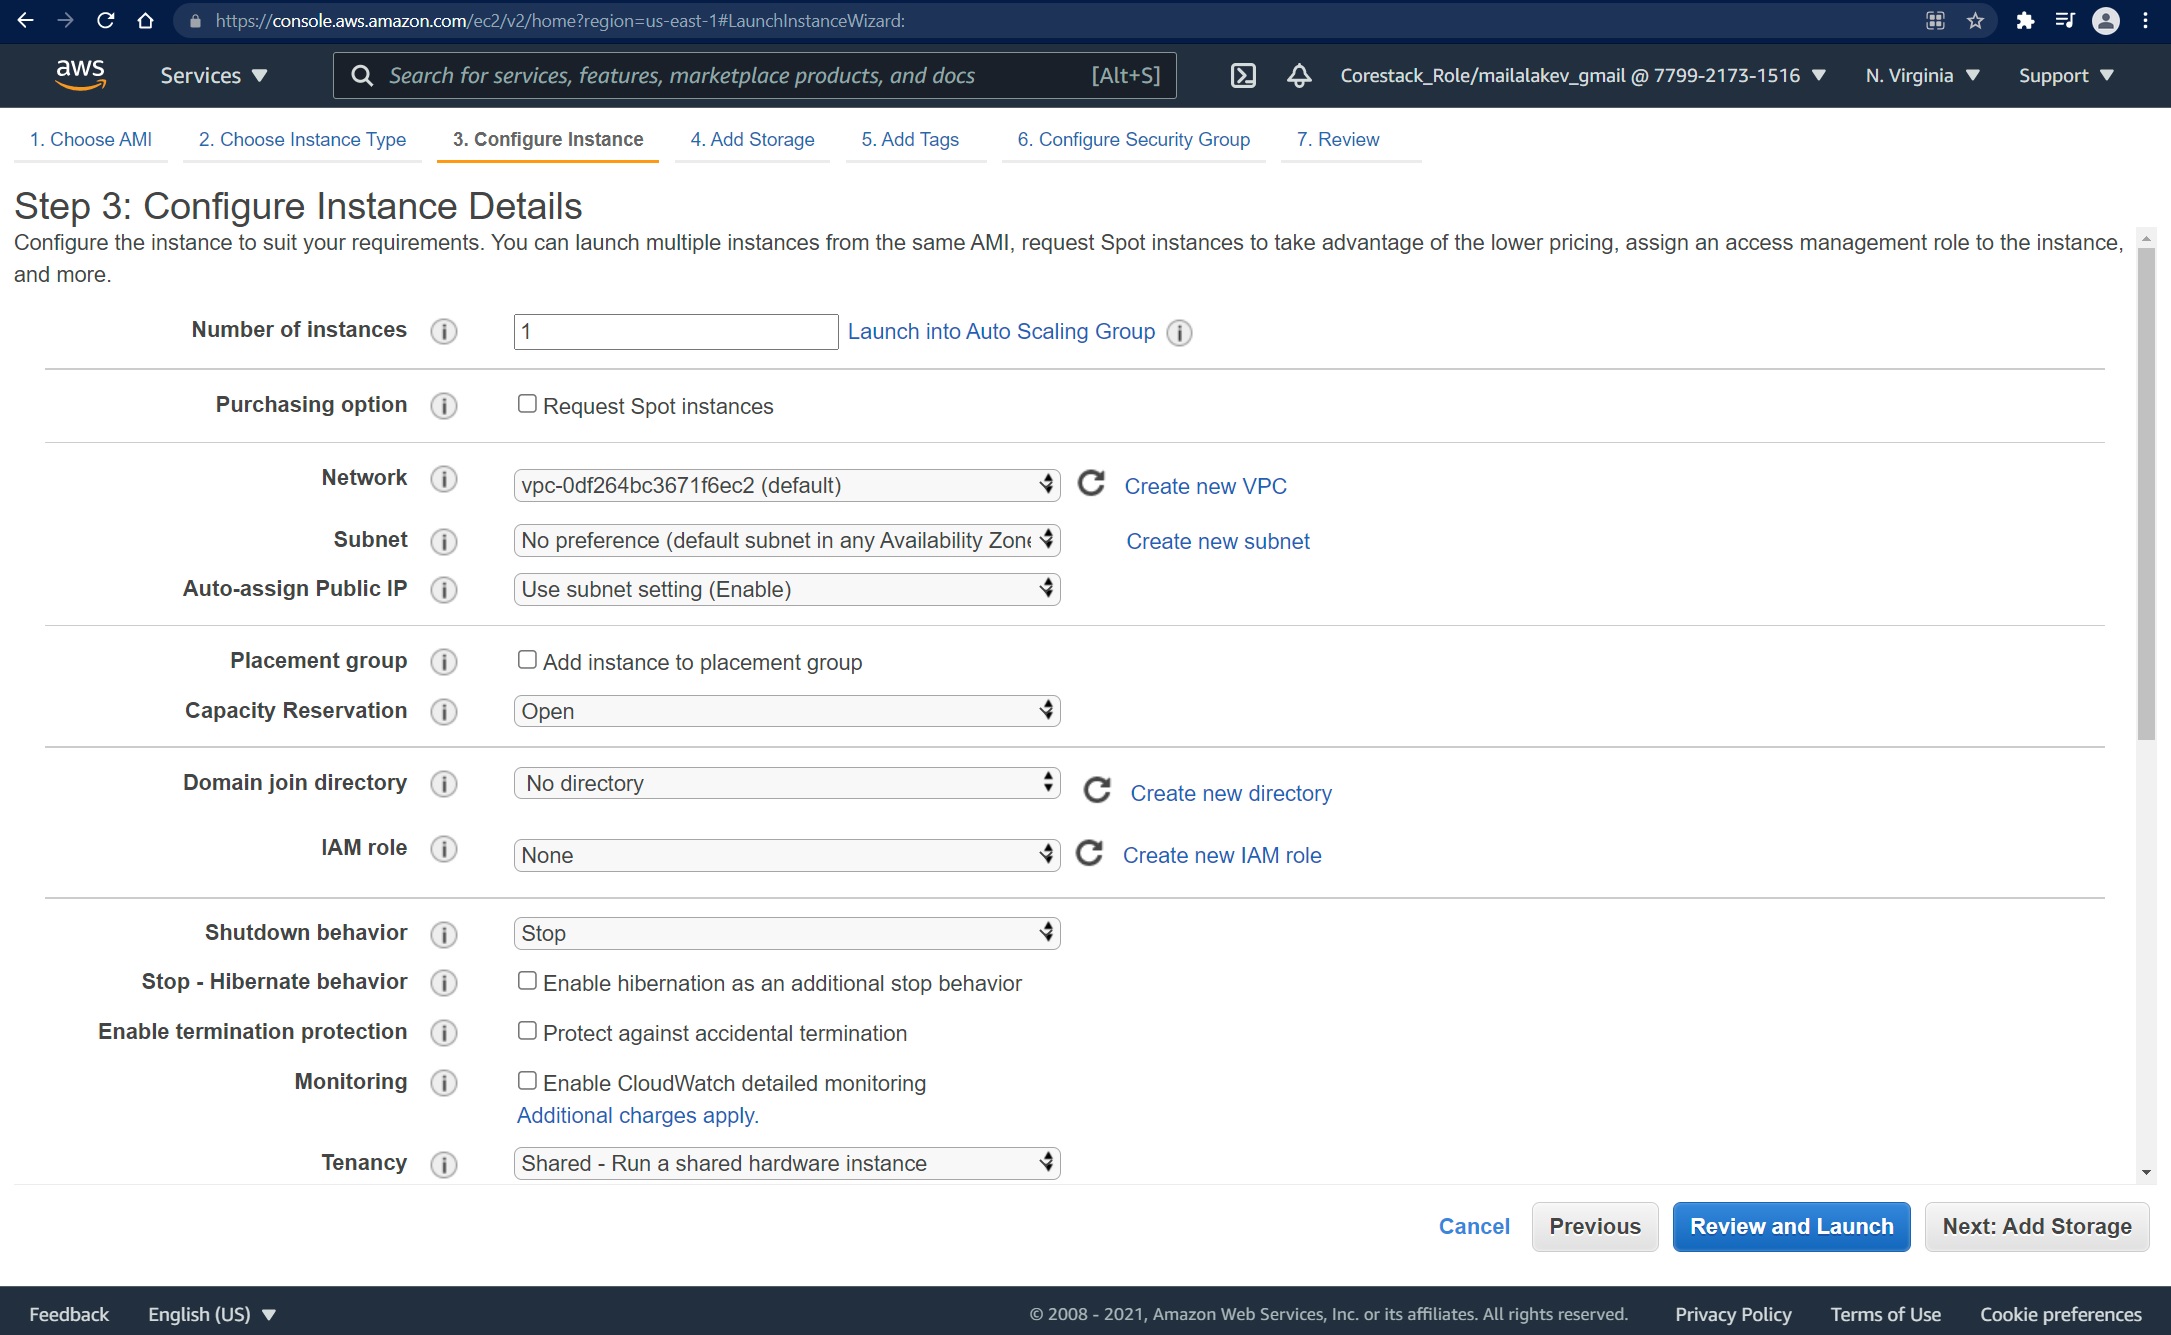 https://console.aws.amazon.com/ec2/v2/home?region=us-east-1#LaunchInstanceWizard:
aws
Services
Search for services, features, marketplace products, and docs [Alt+S]
Corestack_Role/mailalakev_gmail @ 7799-2173-1516
N. Virginia
Support
1. Choose AMI
2. Choose Instance Type
3. Configure Instance
4. Add Storage
5. Add Tags
6. Configure Security Group
7. Review
Step 3: Configure Instance Details
Configure the instance to suit your requirements. You can launch multiple instances from the same AMI, request Spot instances to take advantage of the lower pricing, assign an access management role to the instance,
and more.
Number of instances 1 Launch into Auto Scaling Group
Purchasing option Request Spot instances
Network vpc-0df264bc3671f6ec2 (default) Create new VPC
Subnet No preference (default subnet in any Availability Zone Create new subnet
Auto-assign Public IP Use subnet setting (Enable)
Placement group Add instance to placement group
Capacity Reservation Open
Domain join directory No directory Create new directory
IAM role None Create new IAM role
Shutdown behavior Stop
Stop - Hibernate behavior Enable hibernation as an additional stop behavior
Enable termination protection Protect against accidental termination
Monitoring Enable CloudWatch detailed monitoring
Additional charges apply.
Tenancy Shared - Run a shared hardware instance
Cancel Previous Review and Launch Next: Add Storage
Feedback English (US) © 2008 - 2021, Amazon Web Services, Inc. or its affiliates. All rights reserved. Privacy Policy Terms of Use Cookie preferences